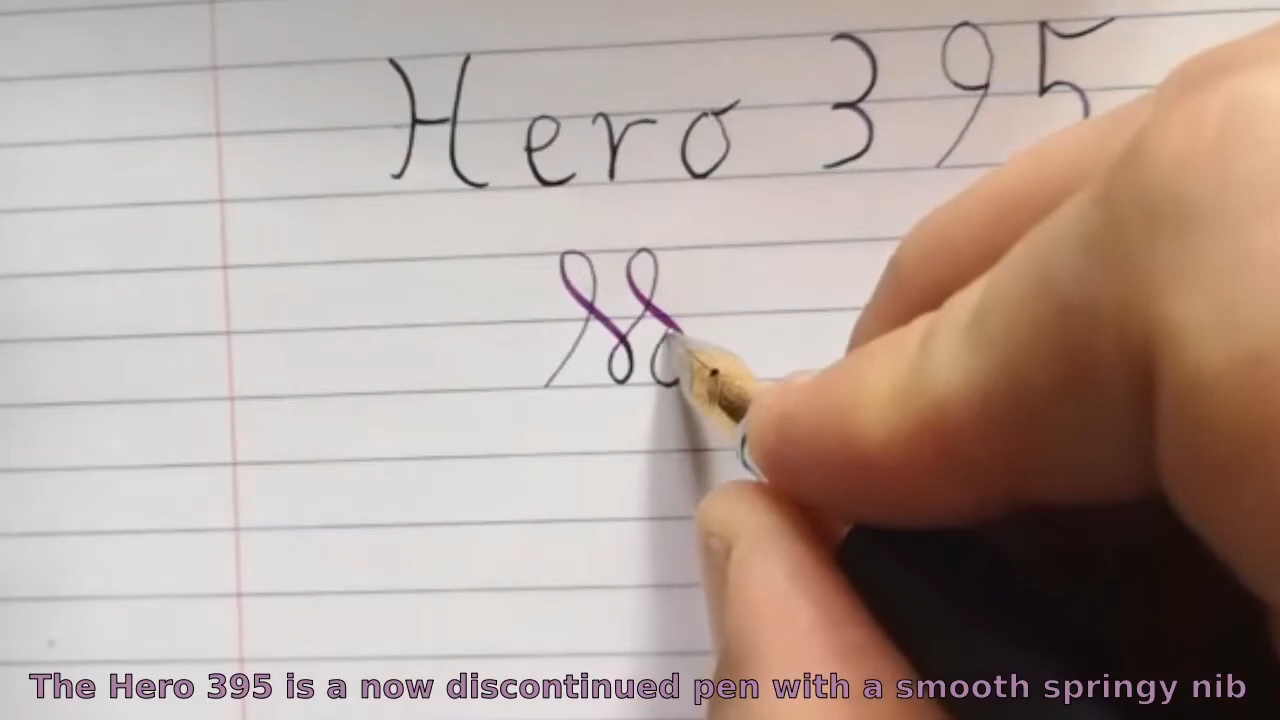 Hero 395
The Hero 395 is a now discontinued pen with a smooth springy nib